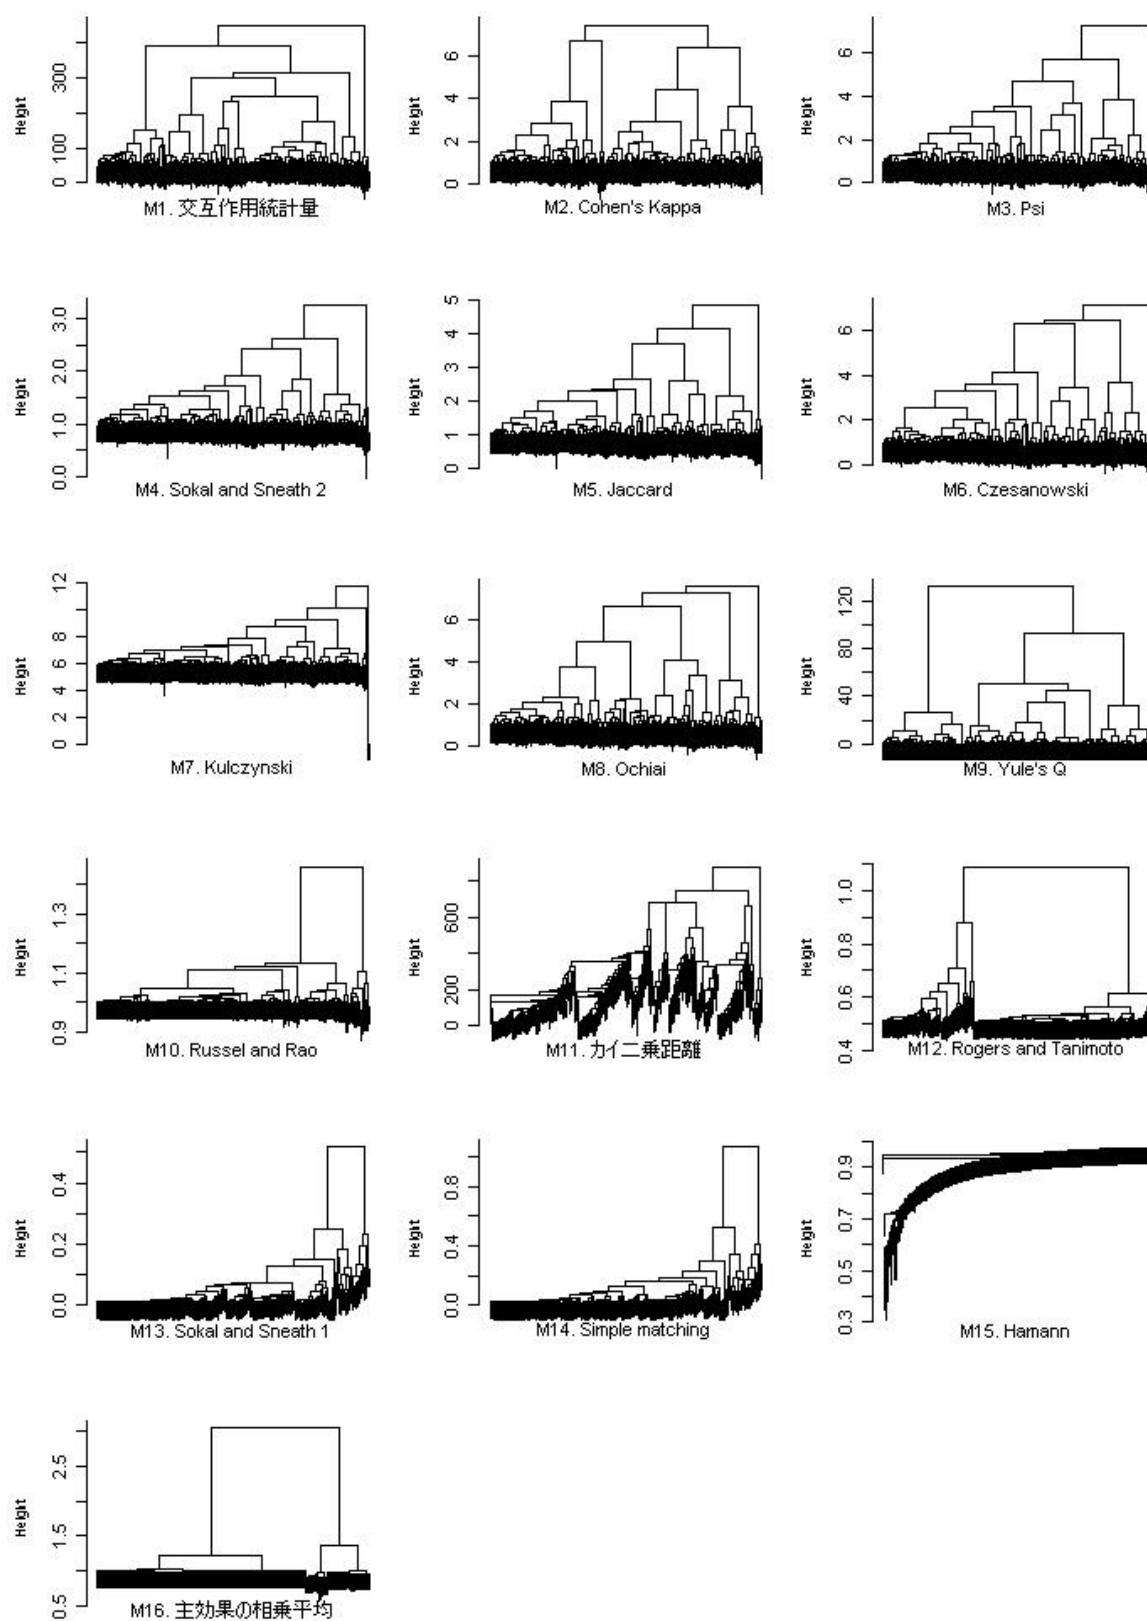 Height
300
100
0
M1. 交互作用統計量
Height
6
4
2
0
M2. Cohen's Kappa
Height
6
4
2
0
M3. Psi
Height
3.0
2.0
1.0
0.0
M4. Sokal and Sneath 2
Height
5
4
3
2
1
0
M5. Jaccard
Height
6
4
2
0
M6. Czesanowski
Height
12
8
6
4
2
0
M7. Kulczynski
Height
6
4
2
0
M8. Ochiai
Height
120
80
40
0
M9. Yule's Q
Height
1.3
1.1
0.9
M10. Russel and Rao
Height
600
200
0
M11. カイ二乗距離
Height
1.0
0.8
0.6
0.4
M12. Rogers and Tanimoto
Height
0.4
0.2
0.0
M13. Sokal and Sneath 1
Height
0.8
0.4
0.0
M14. Simple matching
Height
0.9
0.7
0.5
0.3
M15. Hamann
Height
2.5
1.5
0.5
M16. 主効果の相乗平均